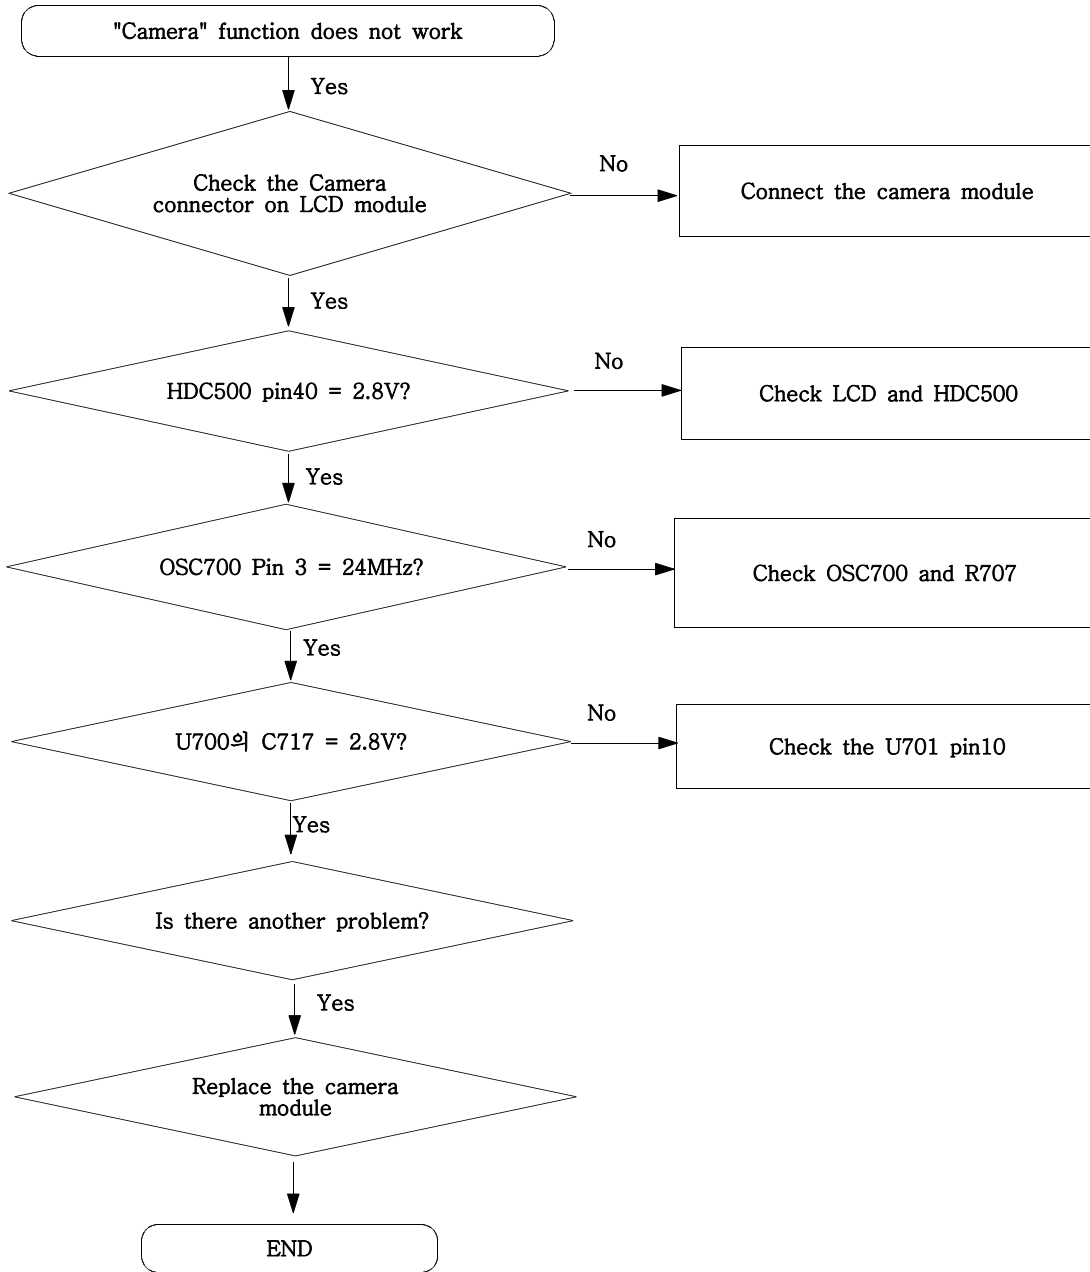 "Camera" function does not work
Yes
Check the Camera
connector on LCD module
No
Connect the camera module
Yes
HDC500 pin40 = 2.8V?
No
Check LCD and HDC500
Yes
OSC700 Pin 3 = 24MHz?
No
Check OSC700 and R707
Yes
U700의 C717 = 2.8V?
No
Check the U701 pin10
Yes
Is there another problem?
Yes
Replace the camera
module
END